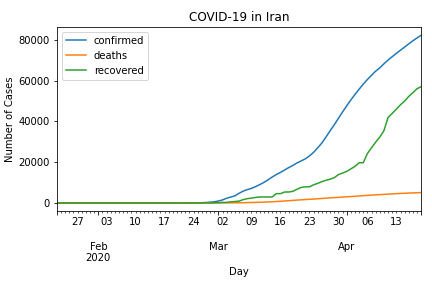 COVID-19 in Iran
confirmed
deaths
recovered
Number of Cases
80000
60000
40000
20000
0
27 03 10 17 24 02 09 16 23 30 06 13
Feb Mar Apr
2020
Day